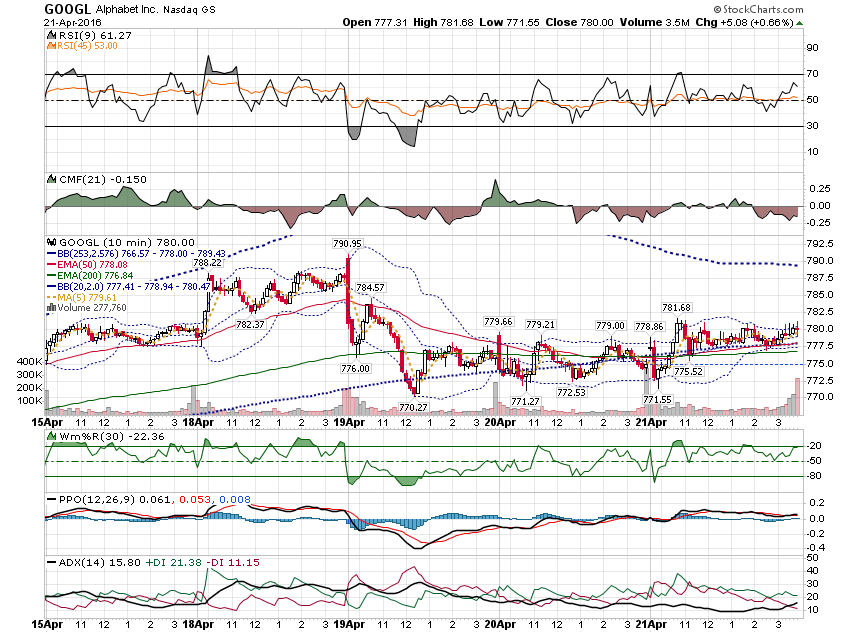 GOOGL Alphabet Inc. Nasdaq GS © StockCharts.com
21-Apr-2016 Open 777.31 High 781.68 Low 771.55 Close 780.00 Volume 3.5M Chg +5.08 (+0.66%)
RSI(9) 61.27
RSI(45) 53.00
90
70
50
30
10
CMF(21) -0.150
0.25
0.00
-0.25
GOOGL (10 min) 780.00
BB(253,2.576) 766.57 - 778.00 - 789.43
EMA(50) 778.08
EMA(200) 776.84
BB(20,2.0) 777.41 - 778.94 - 780.47
MA(5) 779.61
Volume 277,760
788.22
782.37
790.95
784.57
776.00
770.27
779.66
771.27
779.21
772.53
779.00
778.86
771.55
781.68
775.52
792.5
790.0
787.5
785.0
782.5
780.0
777.5
775.0
772.5
770.0
400K
300K
200K
100K
15Apr 11 12 1 2 3 18Apr 11 12 1 2 3 19Apr 11 12 1 2 3 20Apr 11 12 1 2 3 21Apr 11 12 1 2 3
Wm%R(30) -22.36
-20
-50
-80
PPO(12,26,9) 0.061, 0.053, 0.008
0.2
0.0
-0.2
-0.4
ADX(14) 15.80 +DI 21.38 -DI 11.15
50
40
30
20
10
15Apr 11 12 1 2 3 18Apr 11 12 1 2 3 19Apr 11 12 1 2 3 20Apr 11 12 1 2 3 21Apr 11 12 1 2 3